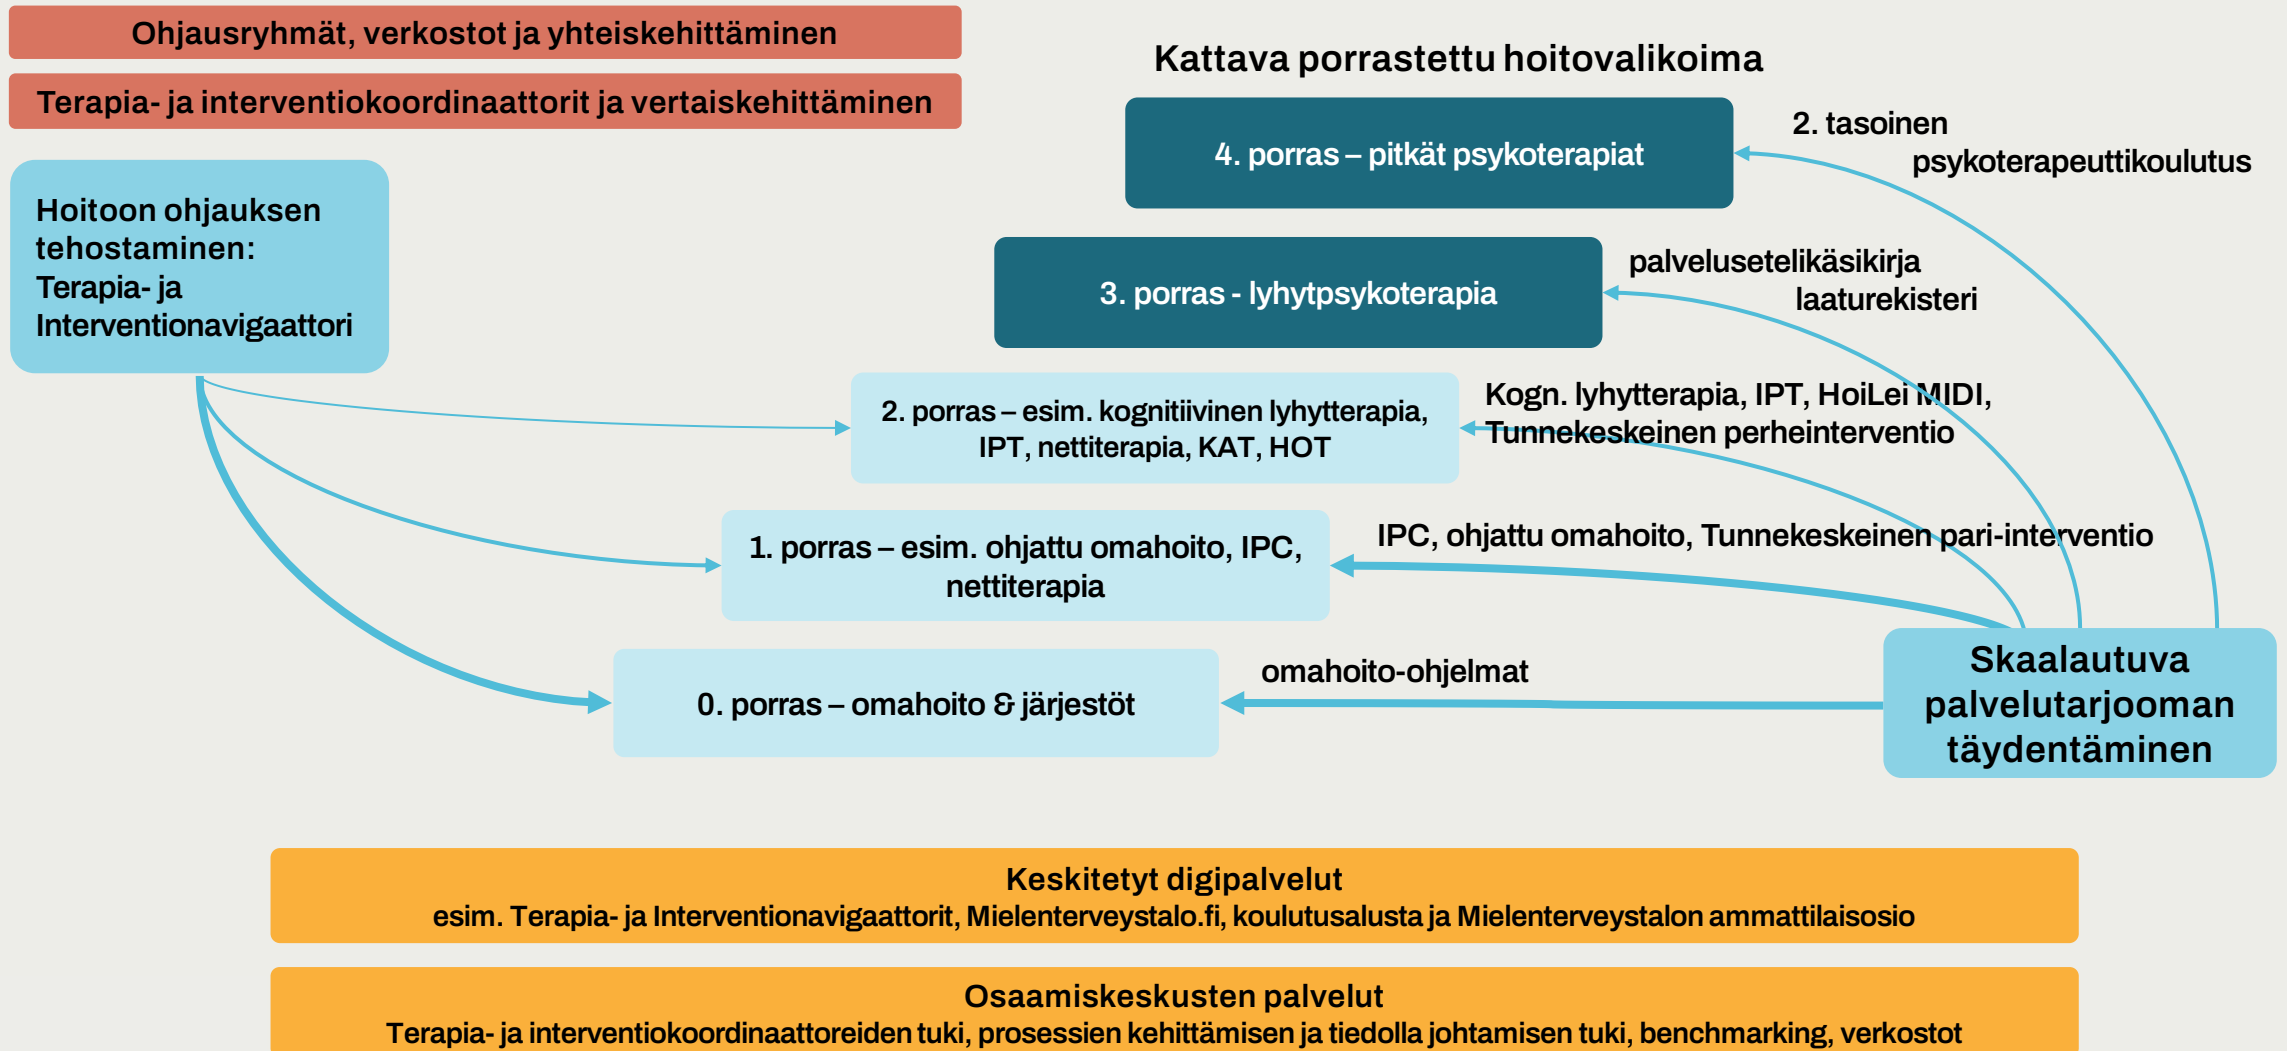 Ohjausryhmät, verkostot ja yhteiskehittäminen
Terapia- ja interventiokoordinaattorit ja vertaiskehittäminen
Hoitoon ohjauksen
tehostaminen:
Terapia- ja
Interventionavigaattori
Kattava porrastettu hoitovalikoima
4. porras – pitkät psykoterapiat
2. tasoinen
psykoterapeuttikoulutus
3. porras - lyhytpsykoterapia
palvelusetelikäsikirja
laaturekisteri
2. porras – esim. kognitiivinen lyhytterapia,
IPT, nettiterapia, KAT, HOT
Kogn. lyhytterapia, IPT, HoiLei MIDI,
Tunnekeskeinen perheinterventio
1. porras – esim. ohjattu omahoito, IPC,
nettiterapia
IPC, ohjattu omahoito, Tunnekeskeinen pari-interventio
0. porras – omahoito & järjestöt
omahoito-ohjelmat
Skaalautuva
palvelutarjooman
täydentäminen
Keskitetyt digipalvelut
esim. Terapia- ja Interventionavigaattorit, Mielenterveystalo.fi, koulutusalusta ja Mielenterveystalon ammattilaisosio
Osaamiskeskusten palvelut
Terapia- ja interventiokoordinaattoreiden tuki, prosessien kehittämisen ja tiedolla johtamisen tuki, benchmarking, verkostot